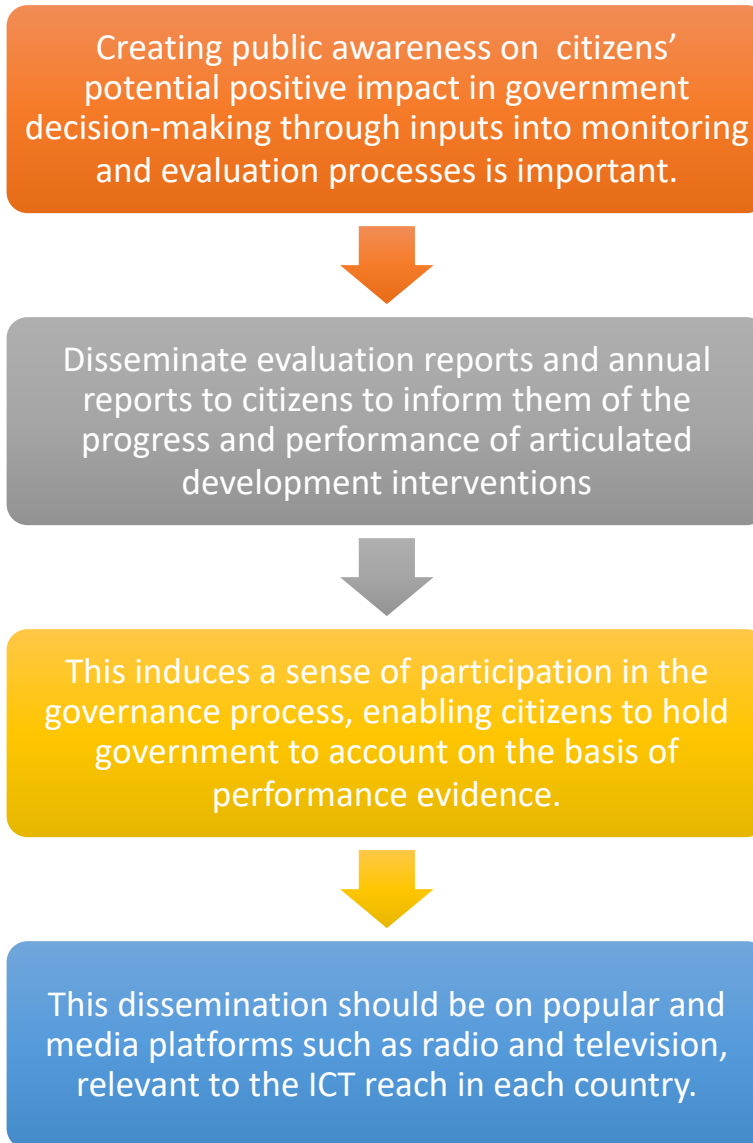 Creating public awareness on  citizens’
potential positive impact in government
decision-making through inputs into monitoring
and evaluation processes is important.
Disseminate evaluation reports and annual
reports to citizens to inform them of the
progress and performance of articulated
development interventions
This induces a sense of participation in the
governance process, enabling citizens to hold
government to account on the basis of
performance evidence.
This dissemination should be on popular and
media platforms such as radio and television,
relevant to the ICT reach in each country.